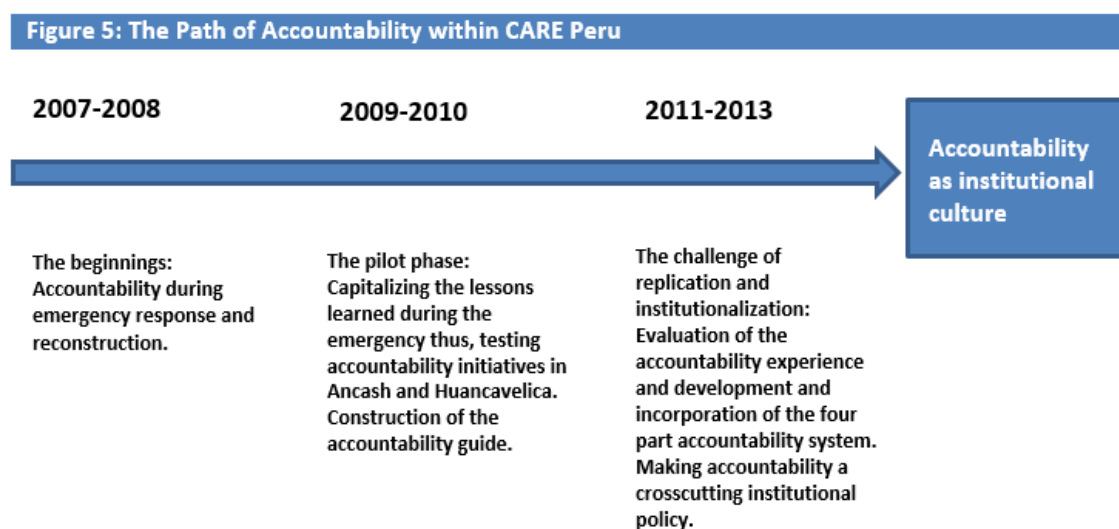 Figure 5: The Path of Accountability within CARE Peru
2007-2008
2009-2010
2011-2013
Accountability
as institutional
culture
The beginnings:
Accountability during
emergency response and
reconstruction.
The pilot phase:
Capitalizing the lessons
learned during the
emergency thus, testing
accountability initiatives in
Ancash and Huancavelica.
Construction of the
accountability guide.
The challenge of
replication and
institutionalization:
Evaluation of the
accountability experience
and development and
incorporation of the four
part accountability system.
Making accountability a
crosscutting institutional
policy.